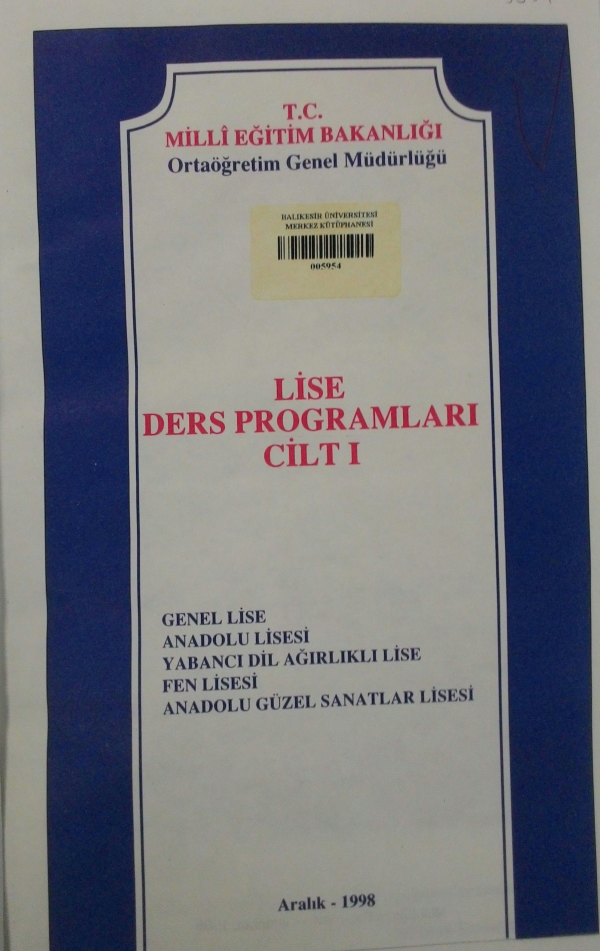 T.C.
MİLLÎ EĞİTİM BAKANLIĞI
Ortaöğretim Genel Müdürlüğü
BALIKESİR ÜNİVERSİTESİ
MERKEZ KÜTÜPHANESİ
005954
LİSE
DERS PROGRAMLARI
CİLT I
GENEL LİSE
ANADOLU LİSESİ
YABANCI DİL AĞIRLIKLI LİSE
FEN LİSESİ
ANADOLU GÜZEL SANATLAR LİSESİ
Aralık - 1998